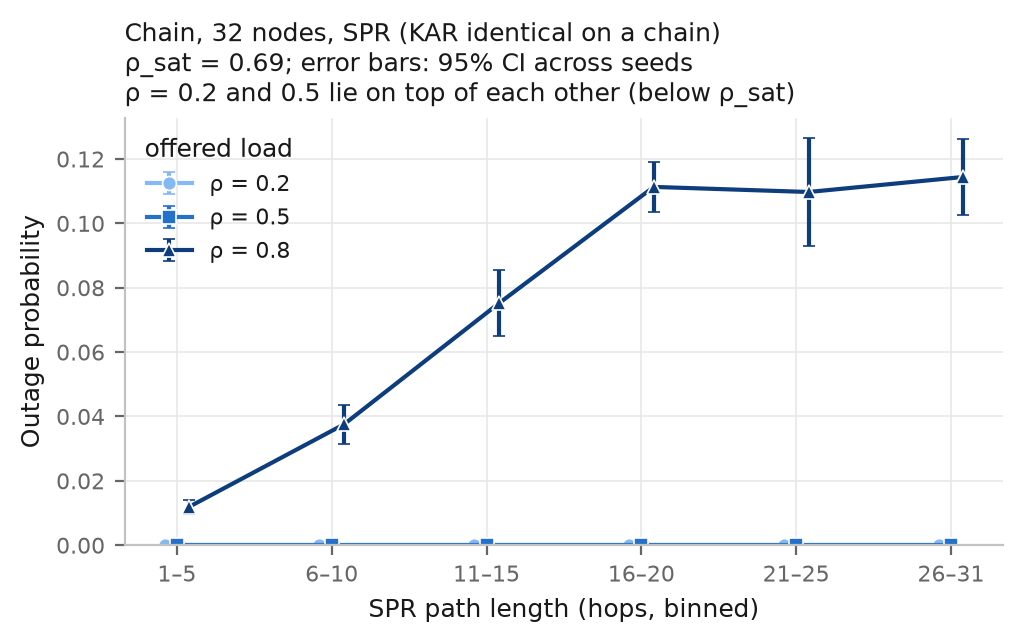 Chain, 32 nodes, SPR (KAR identical on a chain)
ρ_sat = 0.69; error bars: 95% CI across seeds
ρ = 0.2 and 0.5 lie on top of each other (below ρ_sat)
offered load
ρ = 0.2
ρ = 0.5
ρ = 0.8
Outage probability
0.12
0.10
0.08
0.06
0.04
0.02
0.00
1–5 6–10 11–15 16–20 21–25 26–31
SPR path length (hops, binned)